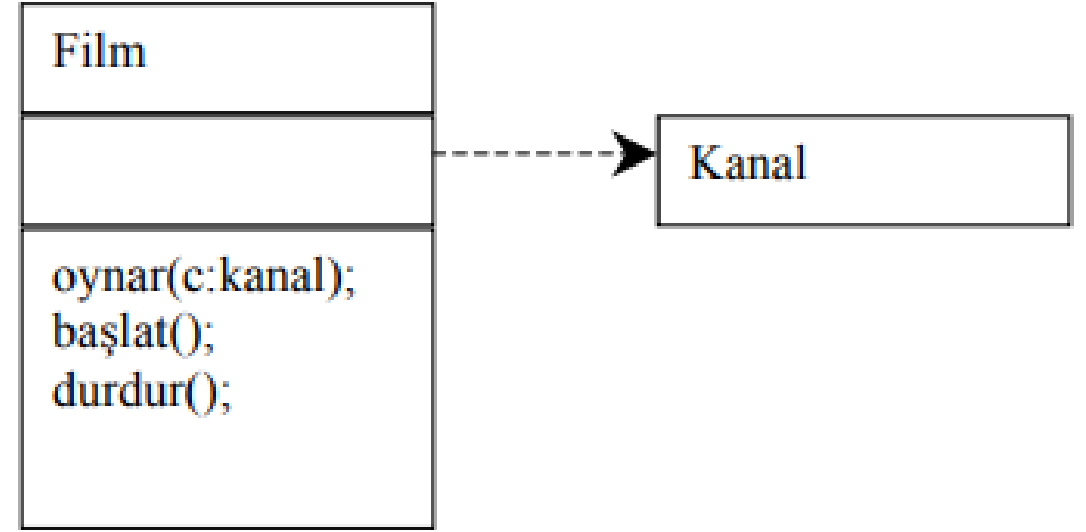 Film
Kanal
oynar(c:kanal);
başlat();
durdur();